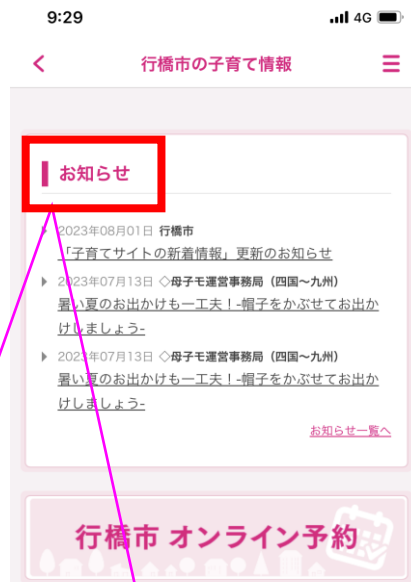 9:29
4G
行橋市の子育て情報
お知らせ
2023年08月01日 行橋市
「子育てサイトの新着情報」更新のお知らせ
2023年07月13日 ◇母子モ運営事務局（四国～九州）
暑い夏のお出かけも一工夫！-帽子をかぶせてお出か
けしましょう-
2023年07月13日 ◇母子モ運営事務局（四国～九州）
暑い夏のお出かけも一工夫！-帽子をかぶせてお出か
けしましょう-
お知らせ一覧へ
行橋市 オンライン予約